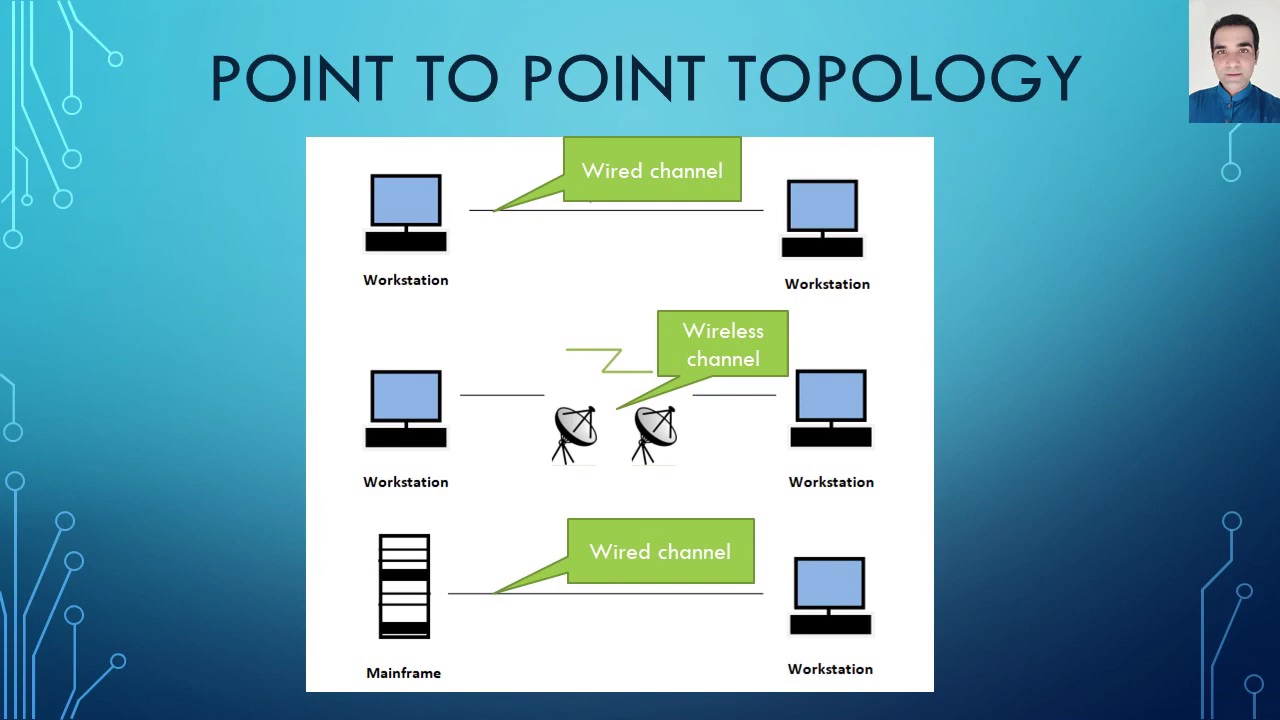 POINT TO POINT TOPOLOGY
Wired channel
Workstation
Workstation
Wireless
channel
Workstation
Workstation
Wired channel
Mainframe
Workstation